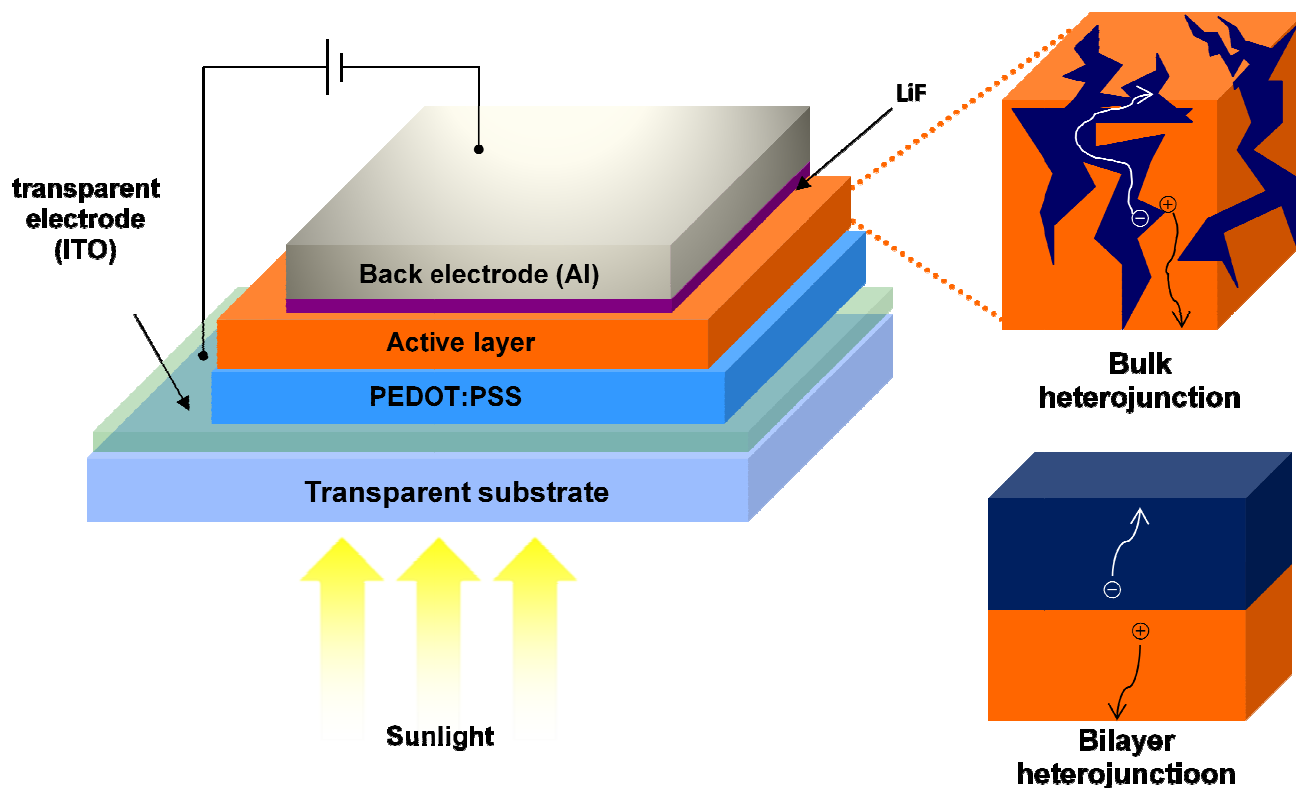 LiF
transparent
electrode
(ITO)
Back electrode (Al)
Active layer
PEDOT:PSS
Transparent substrate
Sunlight
Bulk
heterojunction
Bilayer
heterojunctioon